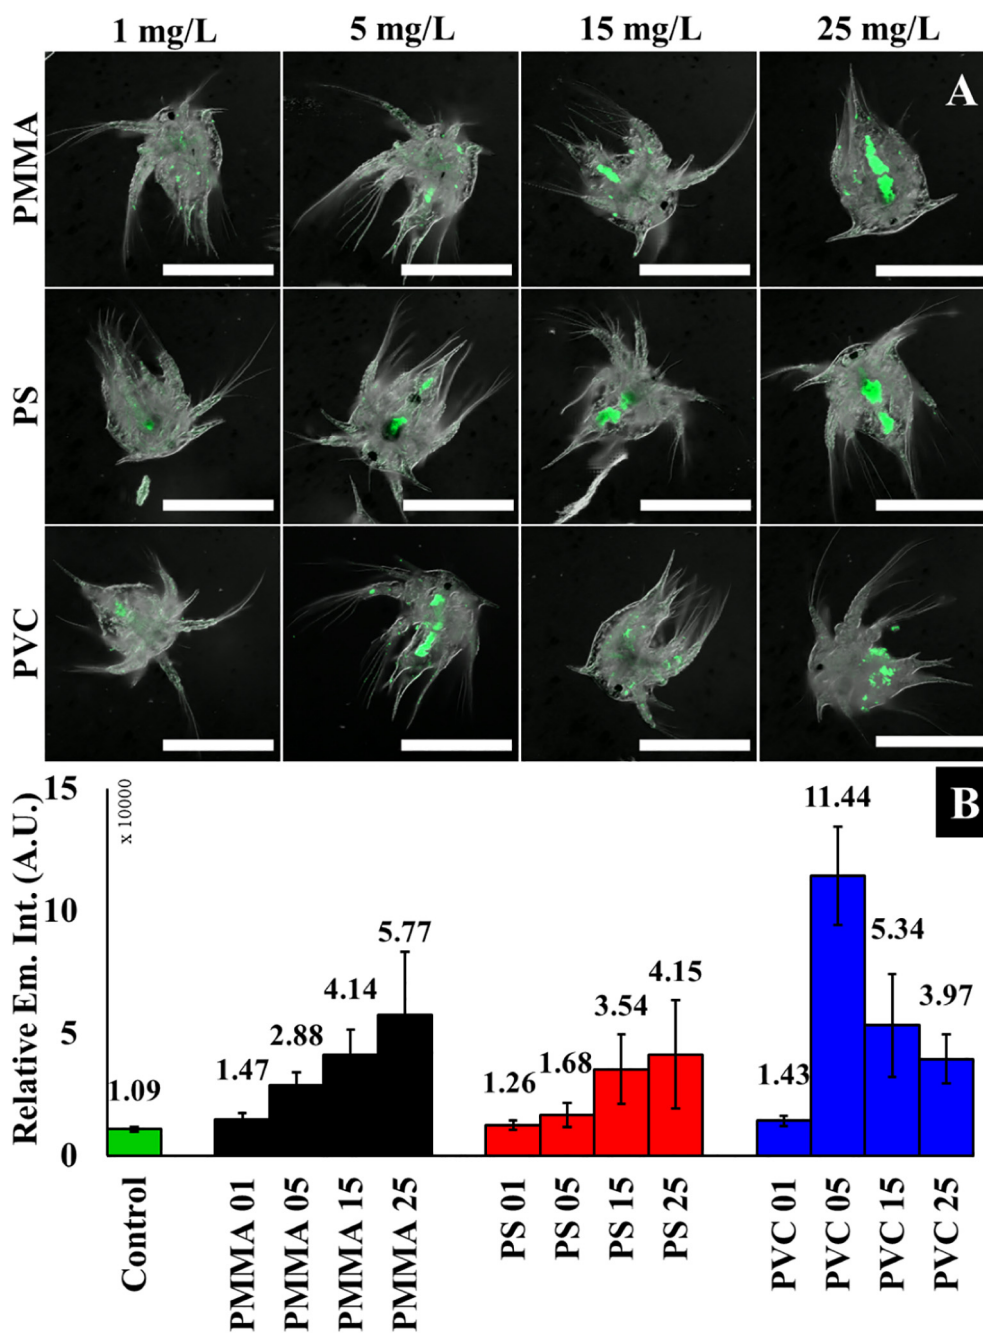 1 mg/L 5 mg/L 15 mg/L 25 mg/L
A
PMMA
PS
PVC
B
Relative Em. Int. (A.U.)
x 10000
15
10
5
0
1.09
1.47
2.88
4.14
5.77
1.26
1.68
3.54
4.15
1.43
11.44
5.34
3.97
Control
PMMA 01
PMMA 05
PMMA 15
PMMA 25
PS 01
PS 05
PS 15
PS 25
PVC 01
PVC 05
PVC 15
PVC 25